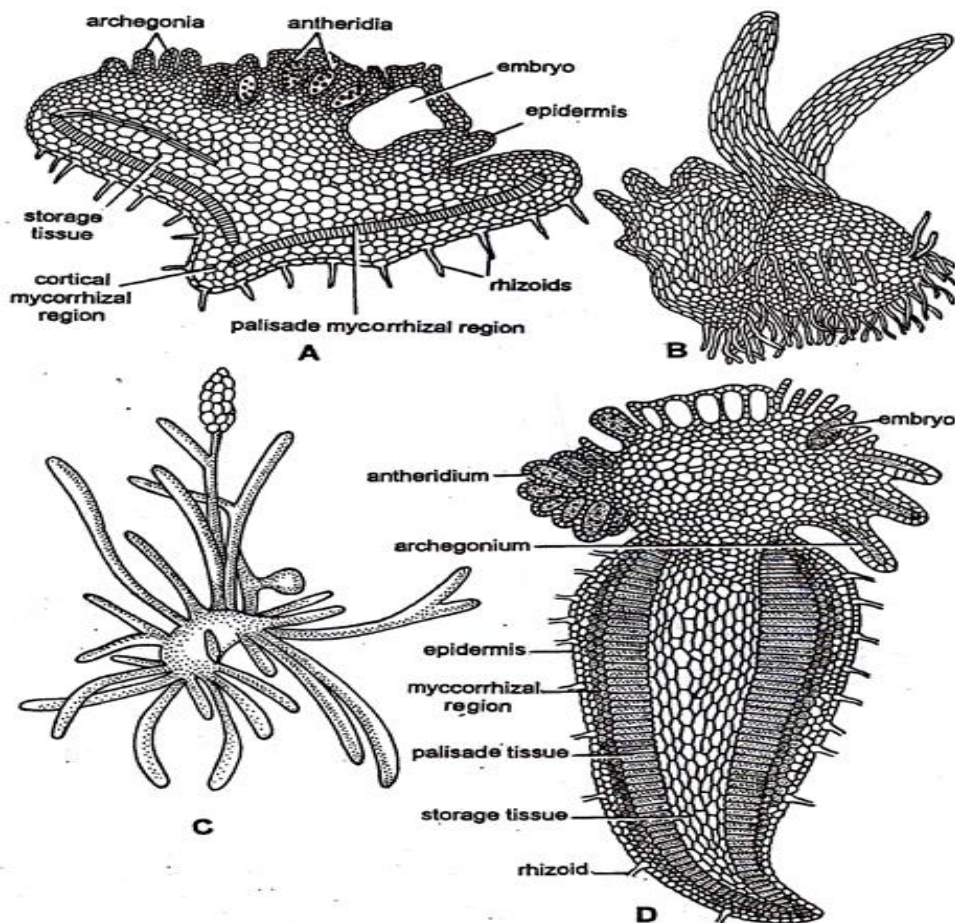 archegonia
antheridia
embryo
epidermis
storage
tissue
cortical
mycorrhizal
region
rhizoids
palisade mycorrhizal region
A
B
C
embryo
antheridium
archegonium
epidermis
myccorrhizal
region
palisade tissue
storage tissue
rhizoid
D